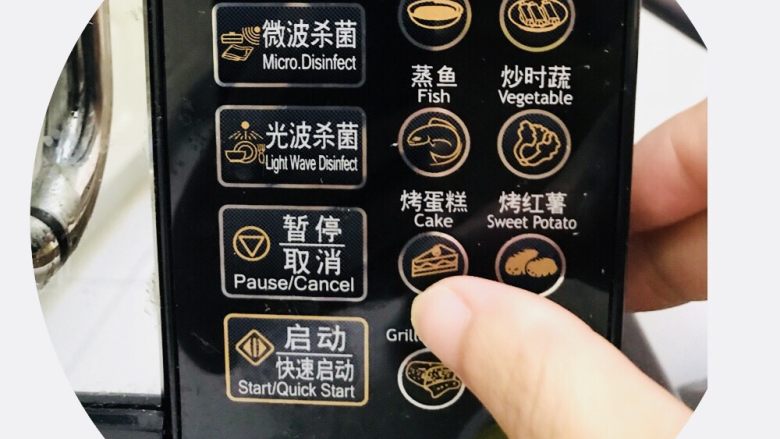 微波杀菌
Micro.Disinfect
蒸鱼
Fish
炒时蔬
Vegetable
光波杀菌
Light Wave Disinfect
烤蛋糕
Cake
烤红薯
Sweet Potato
暂停
取消
Pause/Cancel
启动
快速启动
Start/Quick Start
Grill